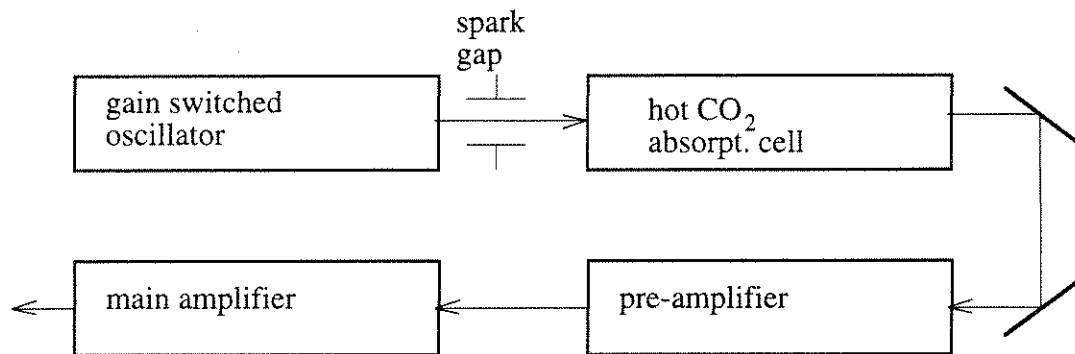 spark
gap
gain switched
oscillator
hot CO₂
absorpt. cell
main amplifier
pre-amplifier